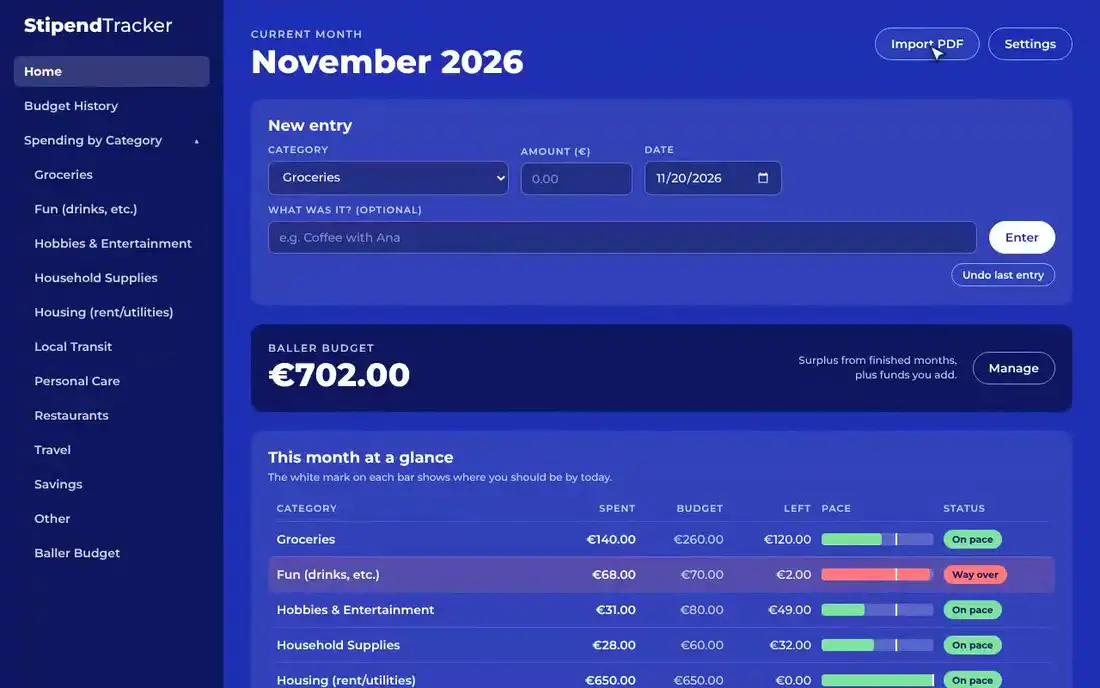 StipendTracker
Home
Budget History
Spending by Category
Groceries
Fun (drinks, etc.)
Hobbies & Entertainment
Household Supplies
Housing (rent/utilities)
Local Transit
Personal Care
Restaurants
Travel
Savings
Other
Baller Budget
CURRENT MONTH
November 2026
Import PDF
Settings
New entry
CATEGORY
AMOUNT (€)
DATE
Groceries
0.00
11/20/2026
WHAT WAS IT? (OPTIONAL)
e.g. Coffee with Ana
Enter
Undo last entry
BALLER BUDGET
€702.00
Surplus from finished months,
plus funds you add.
Manage
This month at a glance
The white mark on each bar shows where you should be by today.
CATEGORY SPENT BUDGET LEFT PACE STATUS
Groceries €140.00 €260.00 €120.00 On pace
Fun (drinks, etc.) €68.00 €70.00 €2.00 Way over
Hobbies & Entertainment €31.00 €80.00 €49.00 On pace
Household Supplies €28.00 €60.00 €32.00 On pace
Housing (rent/utilities) €650.00 €650.00 €0.00 On pace